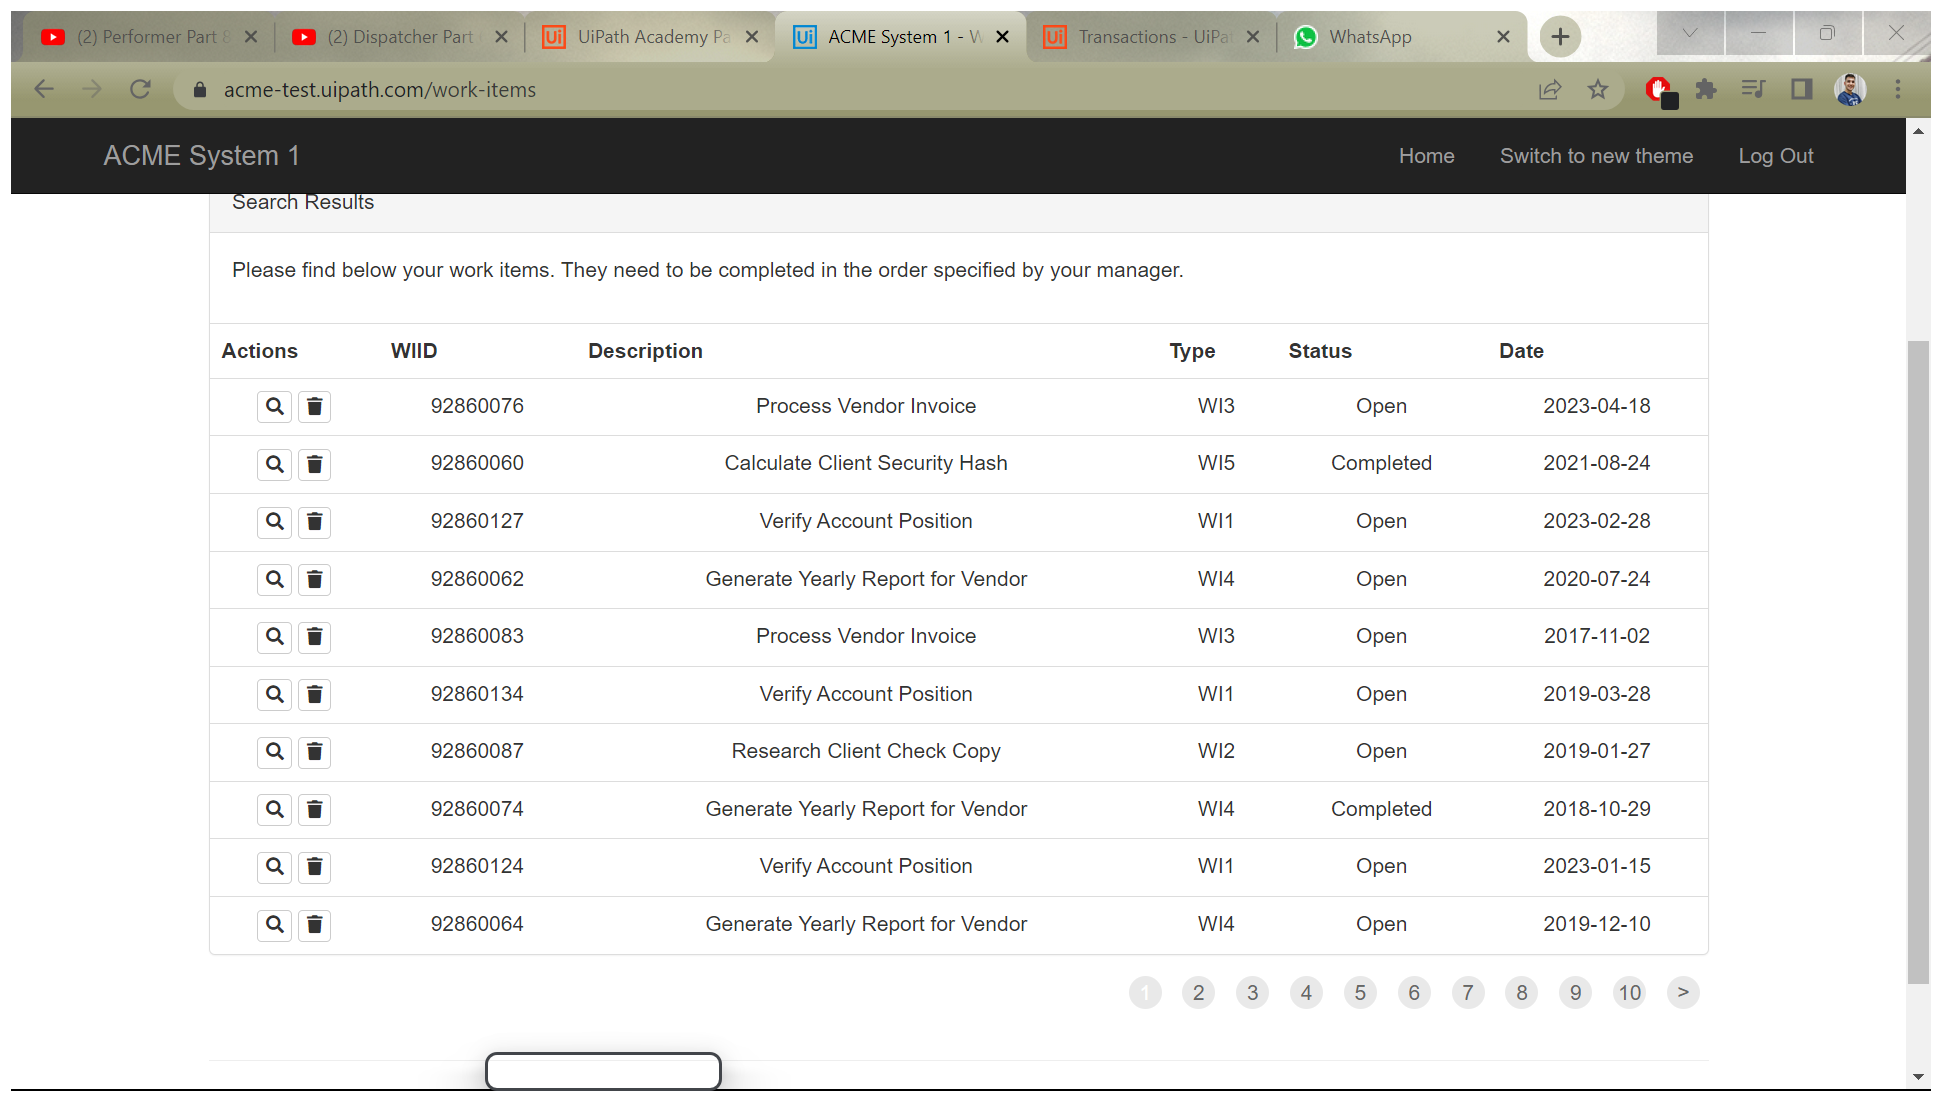 (2) Performer Part 8
(2) Dispatcher Part
UiPath Academy Pa
ACME System 1 - W
Transactions - UiPat
WhatsApp
acme-test.uipath.com/work-items
ACME System 1
Home
Switch to new theme
Log Out
Search Results
Please find below your work items. They need to be completed in the order specified by your manager.
Actions WIID Description Type Status Date
92860076 Process Vendor Invoice WI3 Open 2023-04-18
92860060 Calculate Client Security Hash WI5 Completed 2021-08-24
92860127 Verify Account Position WI1 Open 2023-02-28
92860062 Generate Yearly Report for Vendor WI4 Open 2020-07-24
92860083 Process Vendor Invoice WI3 Open 2017-11-02
92860134 Verify Account Position WI1 Open 2019-03-28
92860087 Research Client Check Copy WI2 Open 2019-01-27
92860074 Generate Yearly Report for Vendor WI4 Completed 2018-10-29
92860124 Verify Account Position WI1 Open 2023-01-15
92860064 Generate Yearly Report for Vendor WI4 Open 2019-12-10
1 2 3 4 5 6 7 8 9 10 >